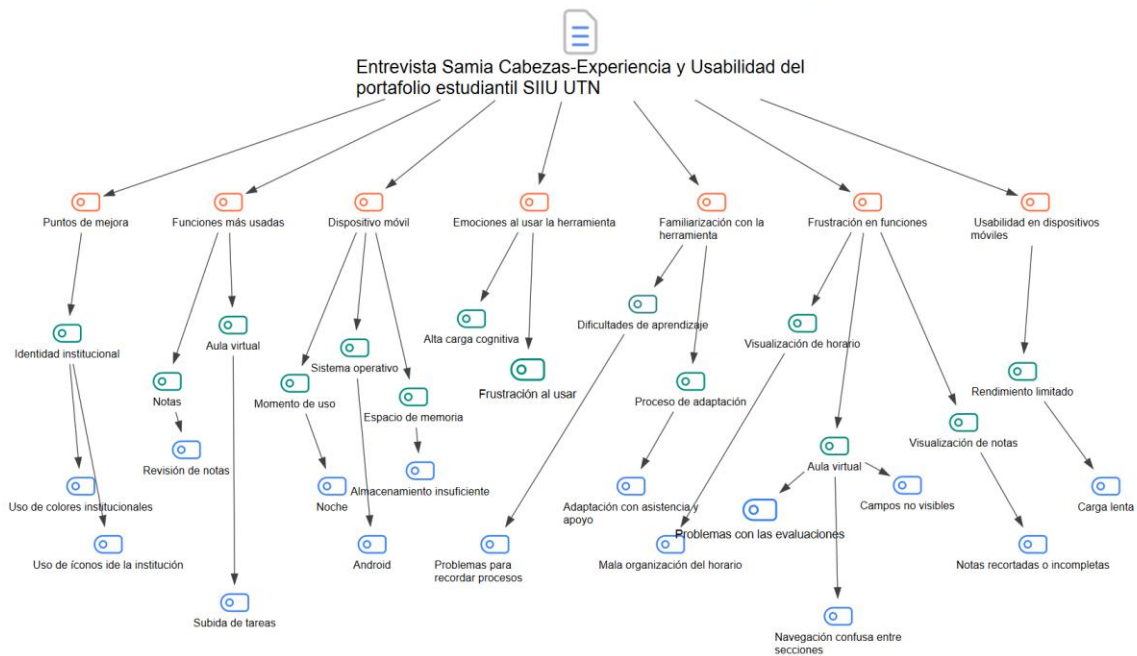 Entrevista Samia Cabezas-Experiencia y Usabilidad del
portafolio estudiantil SIIU UTN
Puntos de mejora
Funciones más usadas
Dispositivo móvil
Emociones al usar la herramienta
Familiarización con la
herramienta
Frustración en funciones
Usabilidad en dispositivos
móviles
Identidad institucional
Aula virtual
Notas
Sistema operativo
Momento de uso
Espacio de memoria
Alta carga cognitiva
Frustración al usar
Dificultades de aprendizaje
Proceso de adaptación
Visualización de horario
Aula virtual
Visualización de notas
Rendimiento limitado
Revisión de notas
Uso de colores institucionales
Uso de íconos ide la institución
Subida de tareas
Noche
Almacenamiento insuficiente
Android
Problemas para
recordar procesos
Adaptación con asistencia y
apoyo
Mala organización del horario
Problemas con las evaluaciones
Campos no visibles
Navegación confusa entre
secciones
Notas recortadas o incompletas
Carga lenta